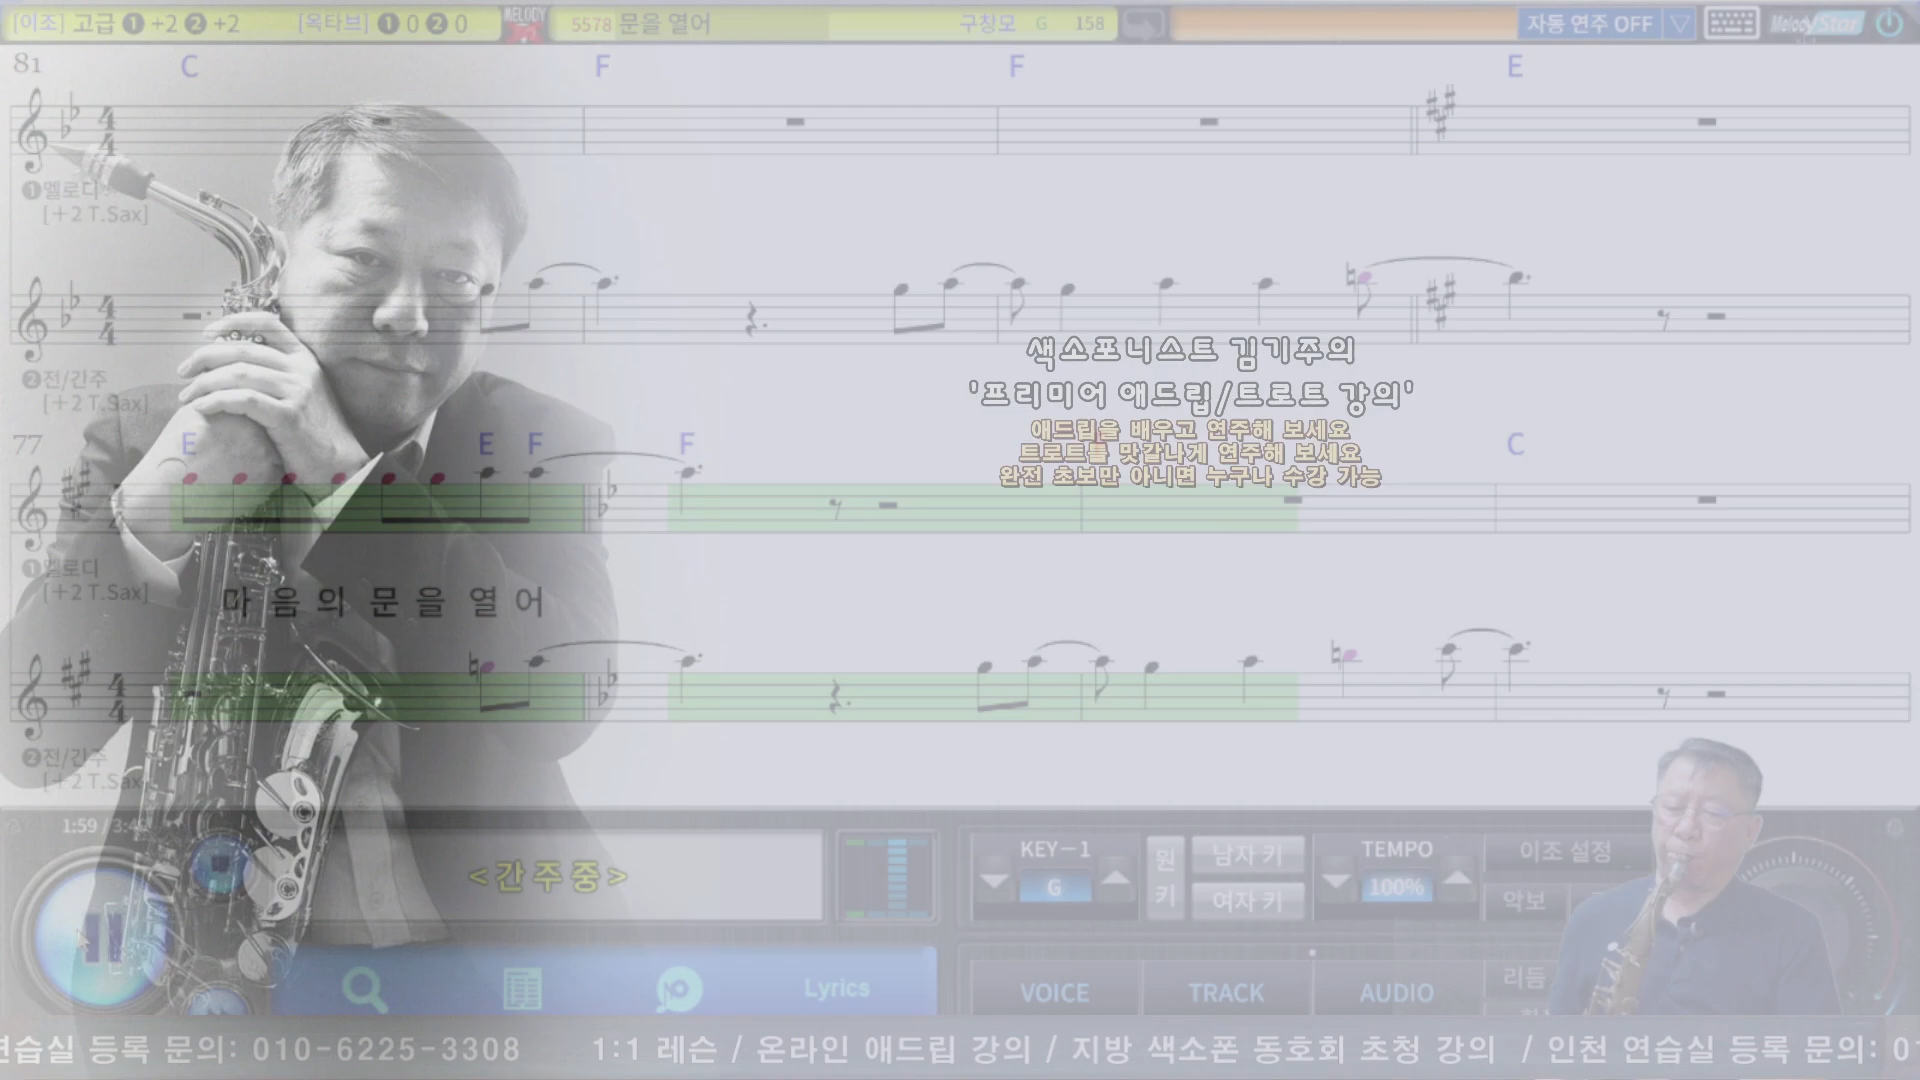 [이조] 고급 ❶ +2 ❷ +2 [옥타브] ❶ 0 ❷ 0 MELODY 5578 문을 열어 구창모 G 158 자동 연주 OFF MelodyStar
81 C F F E
❶멜로디
[+2 T.Sax]
❷전/간주
[+2 T.Sax]
색소포니스트 김기주의
'프리미어 애드립/트로트 강의'
애드립을 배우고 연주해 보세요
트로트를 맛갈나게 연주해 보세요
완전 초보만 아니면 누구나 수강 가능
77 E E F F C
❶멜로디
[+2 T.Sax]
마 음 의 문 을 열 어
❷전/간주
[+2 T.Sax]
1:59
<간주중>
KEY-1 원키 남자 키 TEMPO 이조 설정
G 여자 키 100% 악보
Lyrics VOICE TRACK AUDIO 리듬
연습실 등록 문의: 010-6225-3308 1:1 레슨 / 온라인 애드립 강의 / 지방 색소폰 동호회 초청 강의 / 인천 연습실 등록 문의: 01